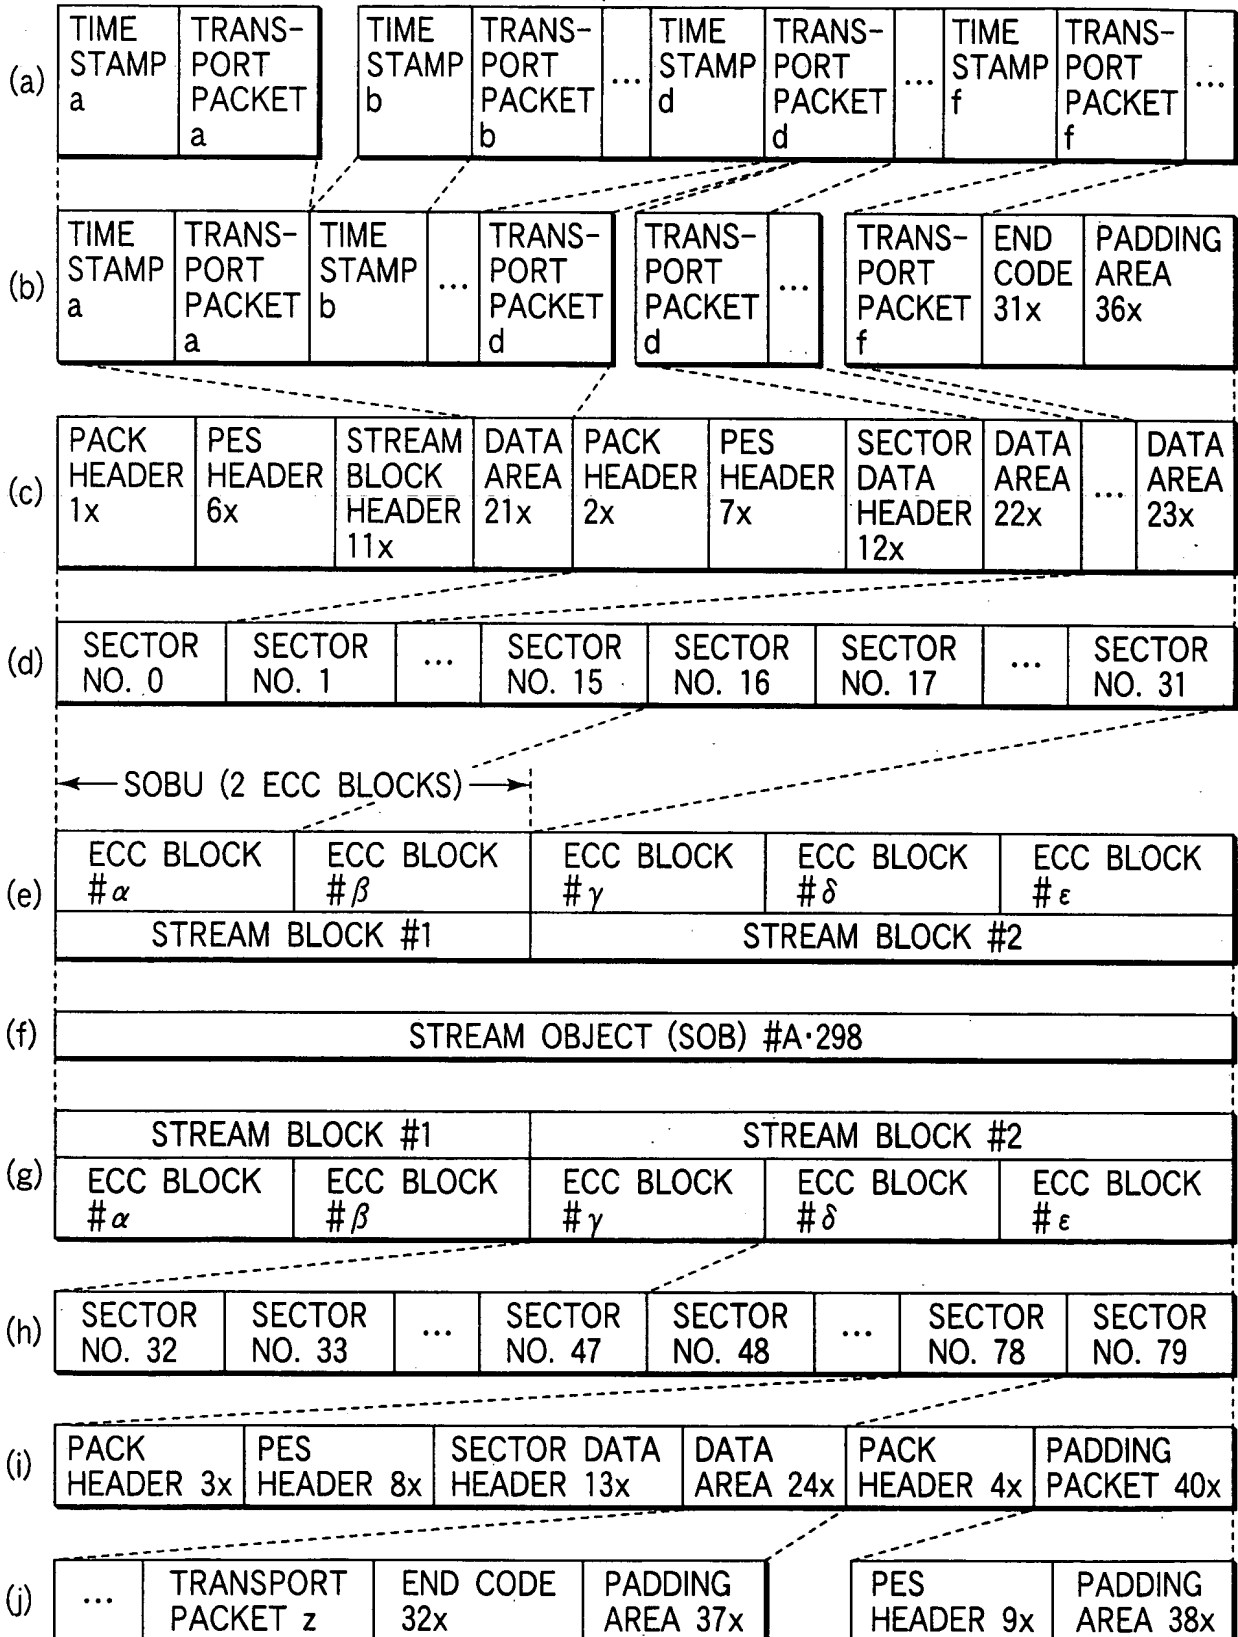 (a)
TIME STAMP a
TRANS-PORT PACKET a
TIME STAMP b
TRANS-PORT PACKET b
...
TIME STAMP d
TRANS-PORT PACKET d
...
TIME STAMP f
TRANS-PORT PACKET f
...
(b)
TIME STAMP a
TRANS-PORT PACKET a
TIME STAMP b
...
TRANS-PORT PACKET d
TRANS-PORT PACKET d
...
TRANS-PORT PACKET f
END CODE 31x
PADDING AREA 36x
(c)
PACK HEADER 1x
PES HEADER 6x
STREAM BLOCK HEADER 11x
DATA AREA 21x
PACK HEADER 2x
PES HEADER 7x
SECTOR DATA HEADER 12x
DATA AREA 22x
...
DATA AREA 23x
(d)
SECTOR NO. 0
SECTOR NO. 1
...
SECTOR NO. 15
SECTOR NO. 16
SECTOR NO. 17
...
SECTOR NO. 31
SOBU (2 ECC BLOCKS)
(e)
ECC BLOCK #α
ECC BLOCK #β
ECC BLOCK #γ
ECC BLOCK #δ
ECC BLOCK #ε
STREAM BLOCK #1
STREAM BLOCK #2
(f)
STREAM OBJECT (SOB) #A·298
(g)
STREAM BLOCK #1
STREAM BLOCK #2
ECC BLOCK #α
ECC BLOCK #β
ECC BLOCK #γ
ECC BLOCK #δ
ECC BLOCK #ε
(h)
SECTOR NO. 32
SECTOR NO. 33
...
SECTOR NO. 47
SECTOR NO. 48
...
SECTOR NO. 78
SECTOR NO. 79
(i)
PACK HEADER 3x
PES HEADER 8x
SECTOR DATA HEADER 13x
DATA AREA 24x
PACK HEADER 4x
PADDING PACKET 40x
(j)
...
TRANSPORT PACKET z
END CODE 32x
PADDING AREA 37x
PES HEADER 9x
PADDING AREA 38x